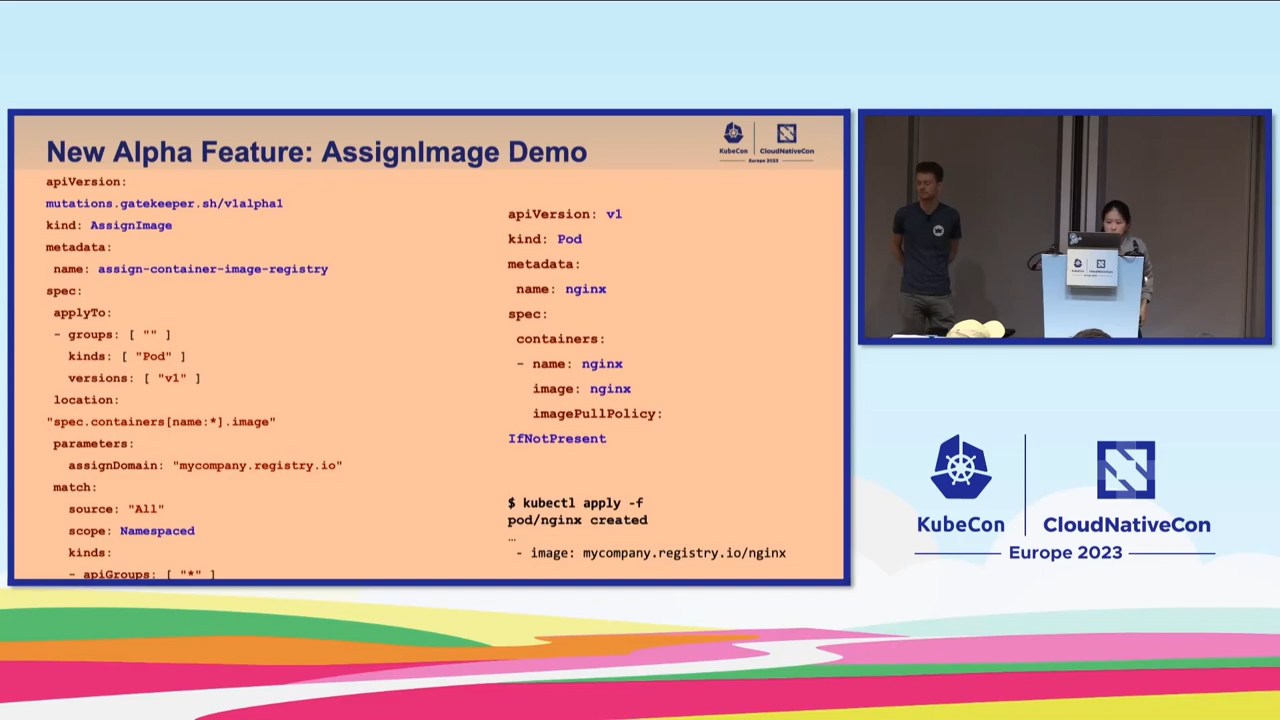 New Alpha Feature: AssignImage Demo
KubeCon
CloudNativeCon
Europe 2023
apiVersion:
mutations.gatekeeper.sh/v1alpha1
kind: AssignImage
metadata:
name: assign-container-image-registry
spec:
applyTo:
- groups: [ "" ]
kinds: [ "Pod" ]
versions: [ "v1" ]
location:
"spec.containers[name:*].image"
parameters:
assignDomain: "mycompany.registry.io"
match:
source: "All"
scope: Namespaced
kinds:
- apiGroups: [ "*" ]
apiVersion: v1
kind: Pod
metadata:
name: nginx
spec:
containers:
- name: nginx
image: nginx
imagePullPolicy:
IfNotPresent
$ kubectl apply -f
pod/nginx created
…
- image: mycompany.registry.io/nginx
KubeCon
CloudNativeCon
Europe 2023